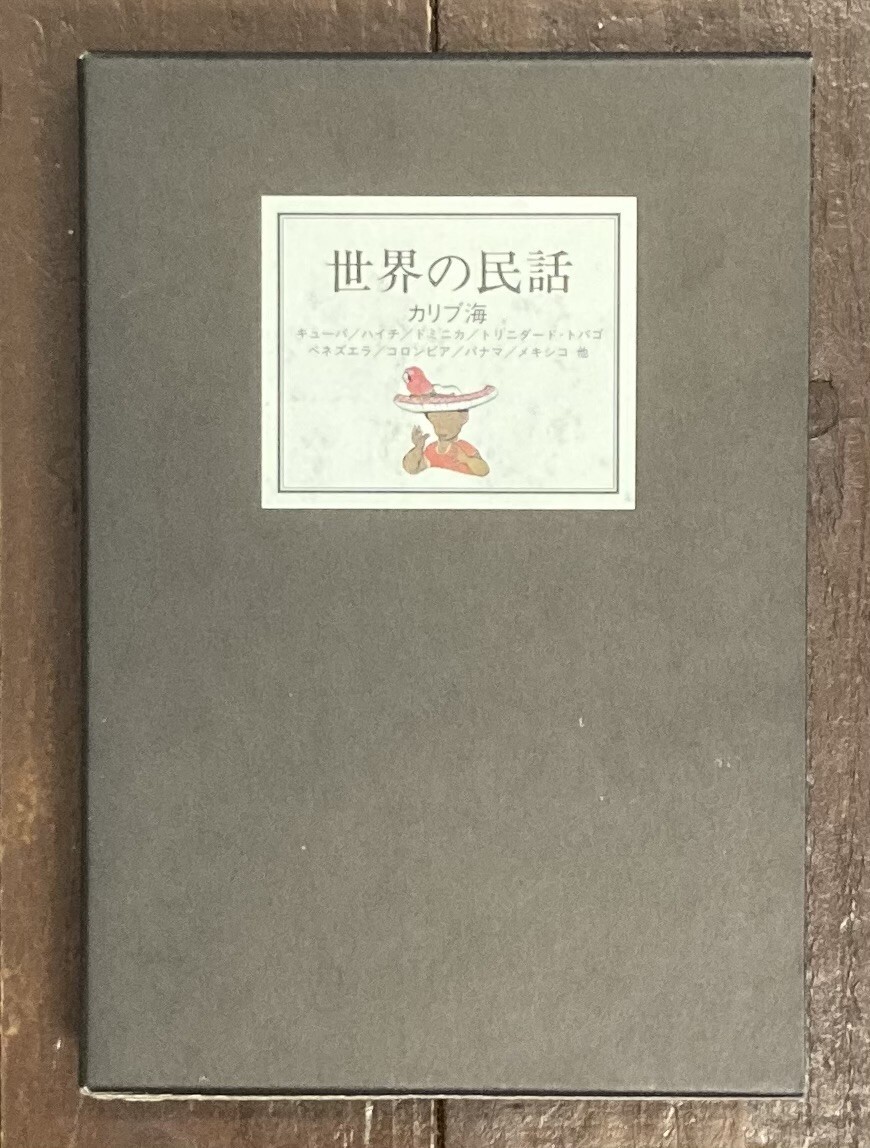 世界の民話
カリブ海
キューバ／ハイチ／ドミニカ／トリニダード・トバゴ
ベネズエラ／コロンビア／パナマ／メキシコ 他